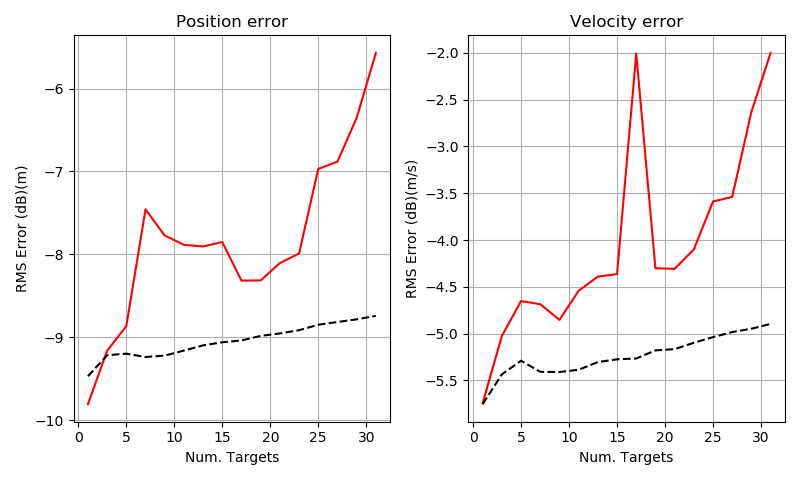 Position error
RMS Error (dB)(m)
−6
−7
−8
−9
−10
0 5 10 15 20 25 30
Num. Targets
Velocity error
RMS Error (dB)(m/s)
−2.0
−2.5
−3.0
−3.5
−4.0
−4.5
−5.0
−5.5
0 5 10 15 20 25 30
Num. Targets